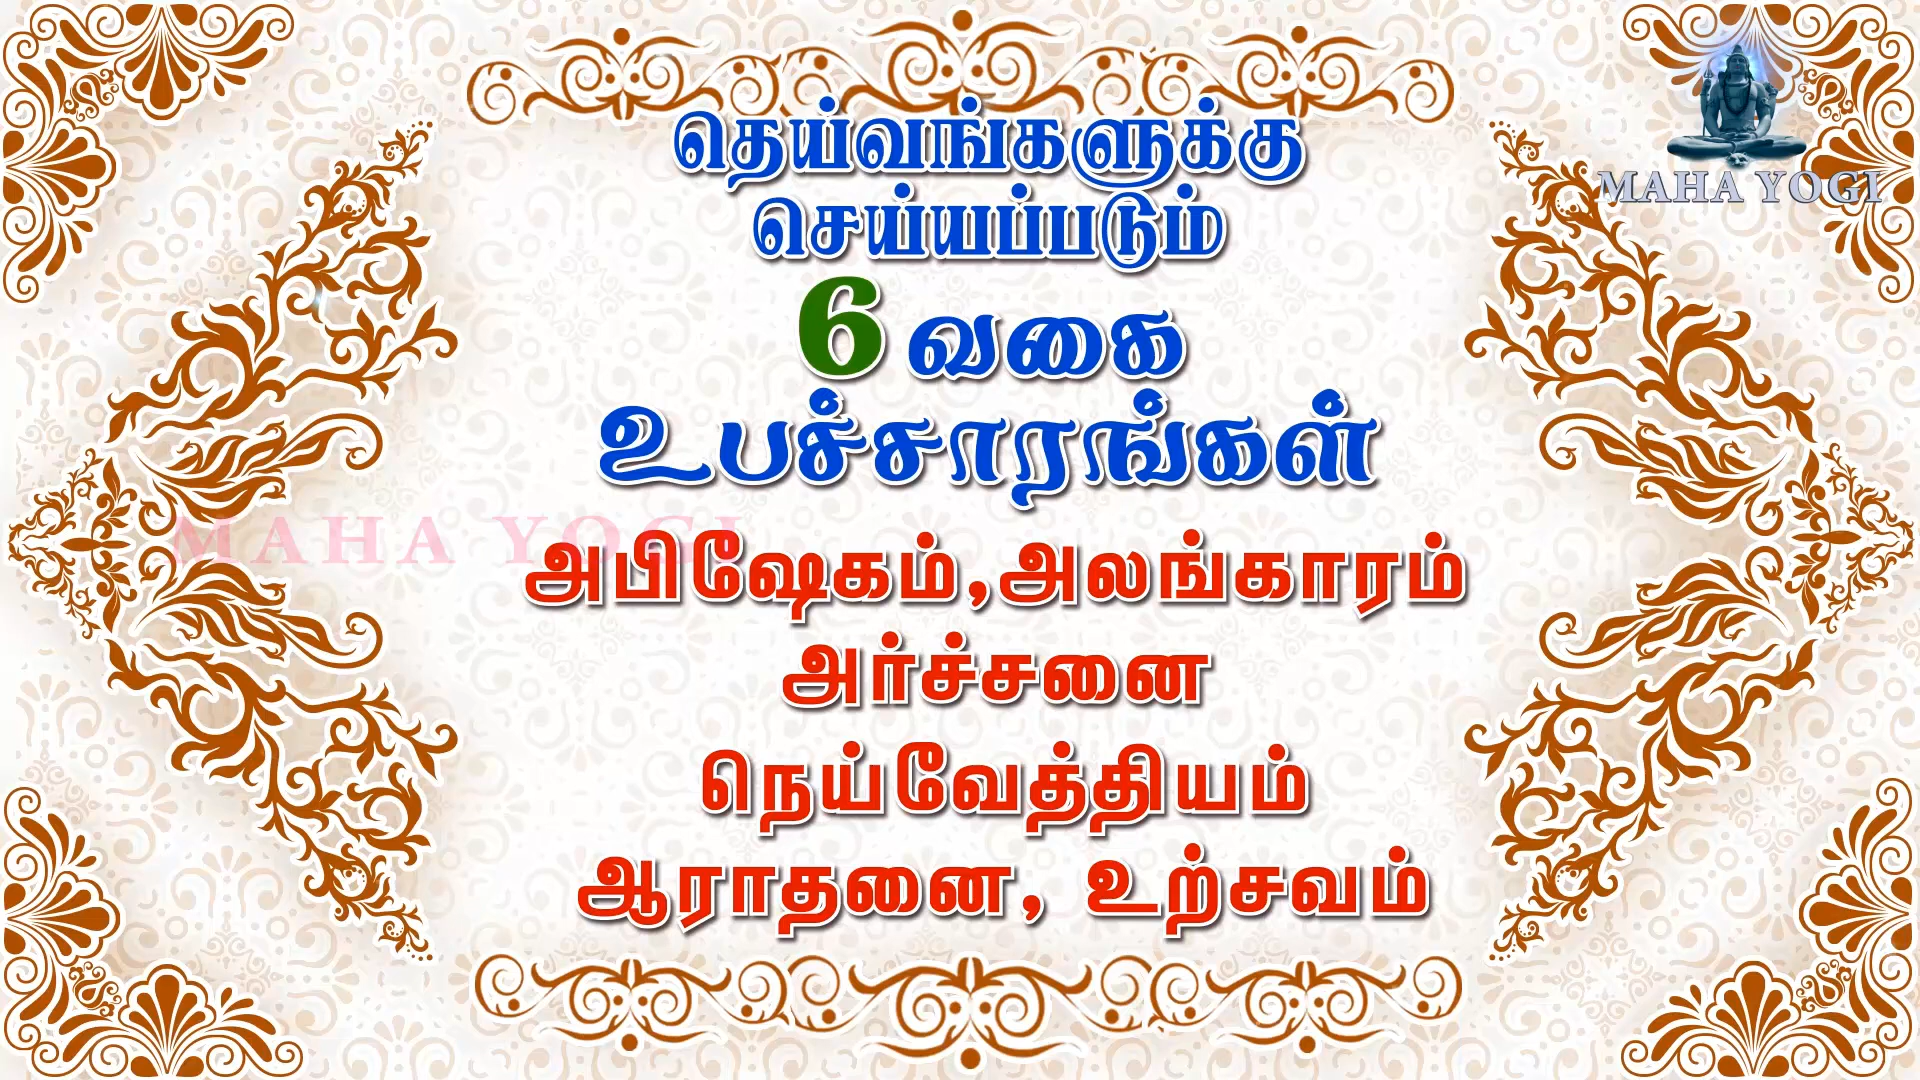 தெய்வங்களுக்கு
செய்யப்படும்
6 வகை
உபச்சாரங்கள்
அபிஷேகம்,அலங்காரம்
அர்ச்சனை
நெய்வேத்தியம்
ஆராதனை, உற்சவம்
MAHA YOGI
MAHA YOGI